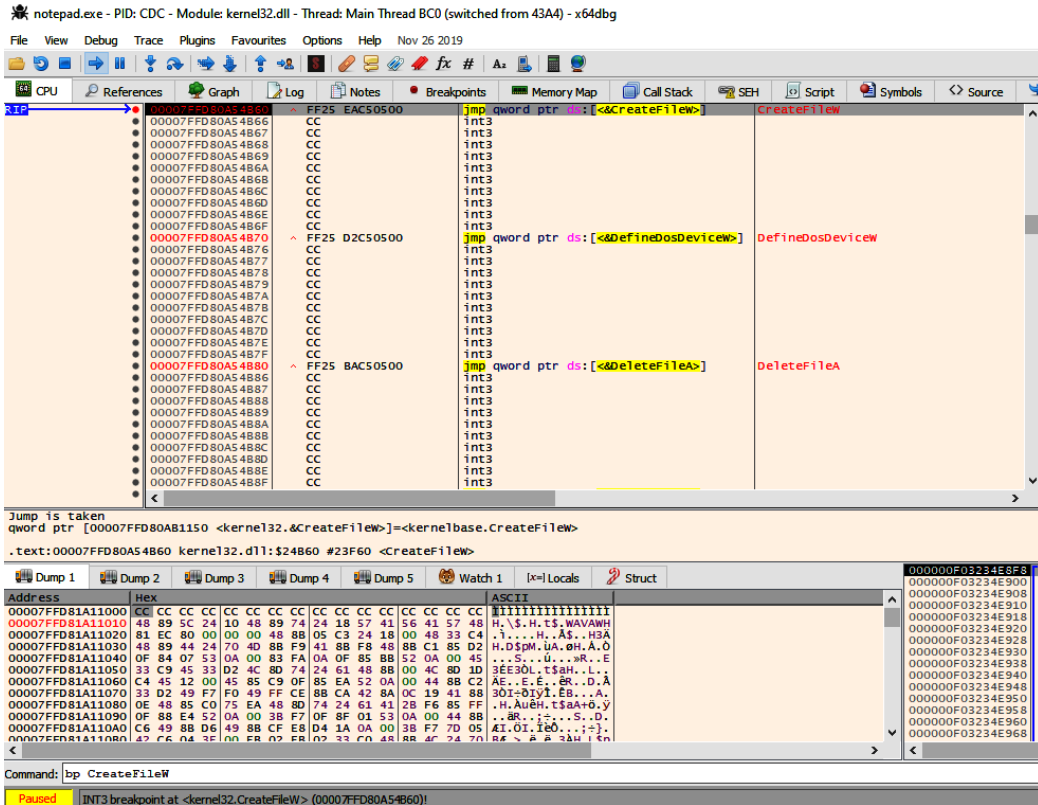 notepad.exe - PID: CDC - Module: kernel32.dll - Thread: Main Thread BC0 (switched from 43A4) - x64dbg
File View Debug Trace Plugins Favourites Options Help Nov 26 2019
CPU References Graph Log Notes Breakpoints Memory Map Call Stack SEH Script Symbols Source
RIP 00007FFD80A54B60 FF25 EAC50500 jmp qword ptr ds:[<&CreateFileW>] CreateFileW
00007FFD80A54B66 CC int3
00007FFD80A54B67 CC int3
00007FFD80A54B68 CC int3
00007FFD80A54B69 CC int3
00007FFD80A54B6A CC int3
00007FFD80A54B6B CC int3
00007FFD80A54B6C CC int3
00007FFD80A54B6D CC int3
00007FFD80A54B6E CC int3
00007FFD80A54B6F CC int3
00007FFD80A54B70 FF25 D2C50500 jmp qword ptr ds:[<&DefineDosDeviceW>] DefineDosDeviceW
00007FFD80A54B76 CC int3
00007FFD80A54B77 CC int3
00007FFD80A54B78 CC int3
00007FFD80A54B79 CC int3
00007FFD80A54B7A CC int3
00007FFD80A54B7B CC int3
00007FFD80A54B7C CC int3
00007FFD80A54B7D CC int3
00007FFD80A54B7E CC int3
00007FFD80A54B7F CC int3
00007FFD80A54B80 FF25 BAC50500 jmp qword ptr ds:[<&DeleteFileA>] DeleteFileA
00007FFD80A54B86 CC int3
00007FFD80A54B87 CC int3
00007FFD80A54B88 CC int3
00007FFD80A54B89 CC int3
00007FFD80A54B8A CC int3
00007FFD80A54B8B CC int3
00007FFD80A54B8C CC int3
00007FFD80A54B8D CC int3
00007FFD80A54B8E CC int3
00007FFD80A54B8F CC int3
Jump is taken
qword ptr [00007FFD80AB1150 <kernel32.&CreateFileW>]=<kernelbase.CreateFileW>
.text:00007FFD80A54B60 kernel32.dll:$24B60 #23F60 <CreateFileW>
Dump 1 Dump 2 Dump 3 Dump 4 Dump 5 Watch 1 [x=] Locals Struct
Address Hex ASCII
00007FFD81A11000 CC CC CC CC CC CC CC CC CC CC CC CC CC CC CC CC ÌÌÌÌÌÌÌÌÌÌÌÌÌÌÌÌ
00007FFD81A11010 48 89 5C 24 10 48 89 74 24 18 57 41 56 41 57 48 H.\$.H.t$.WAVAWH
00007FFD81A11020 81 EC 80 00 00 00 48 8B 05 C3 24 18 00 48 33 C4 .ì....H..Ã$..H3Ä
00007FFD81A11030 48 89 44 24 70 4D 8B F9 41 8B F8 48 8B C1 85 D2 H.D$pM.ùA.øH.Á.Ò
00007FFD81A11040 0F 84 07 53 0A 00 83 FA 0A 0F 85 BB 52 0A 00 45 ...S...ú...»R..E
00007FFD81A11050 33 C9 45 33 D2 4C 8D 74 24 61 48 8B 00 4C 8D 1D 3ÉE3ÒL.t$aH..L..
00007FFD81A11060 C4 45 12 00 45 85 C9 0F 85 EA 52 0A 00 44 8B C2 ÄE..E.É..êR..D.Â
00007FFD81A11070 33 D2 49 F7 F0 49 FF CE 8B CA 42 8A 0C 19 41 88 3ÒI÷ðIÿÎ.ÊB...A.
00007FFD81A11080 0E 48 85 C0 75 EA 48 8D 74 24 61 41 2B F6 85 FF .H.ÀuêH.t$aA+ö.ÿ
00007FFD81A11090 0F 88 E4 52 0A 00 3B F7 0F 8F 01 53 0A 00 44 8B ..äR..;÷...S..D.
00007FFD81A110A0 C6 49 8B D6 49 8B CF E8 D4 1A 0A 00 3B F7 7D 05 ÆI.ÖI.ÏèÔ...;÷}.
000000F03234E8F8
000000F03234E900
000000F03234E908
000000F03234E910
000000F03234E918
000000F03234E920
000000F03234E928
000000F03234E930
000000F03234E938
000000F03234E940
000000F03234E948
000000F03234E950
000000F03234E958
000000F03234E960
000000F03234E968
Command: bp CreateFileW
Paused INT3 breakpoint at <kernel32.CreateFileW> (00007FFD80A54B60)!